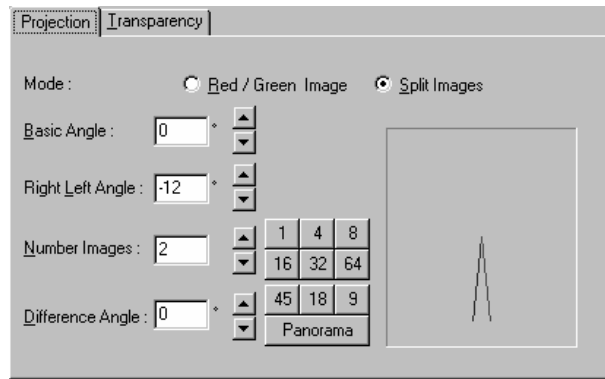 Projection Transparency
Mode : Red / Green Image Split Images
Basic Angle : 0 °
Right Left Angle : -12 °
Number Images : 2 1 4 8
16 32 64
Difference Angle : 0 ° 45 18 9
Panorama